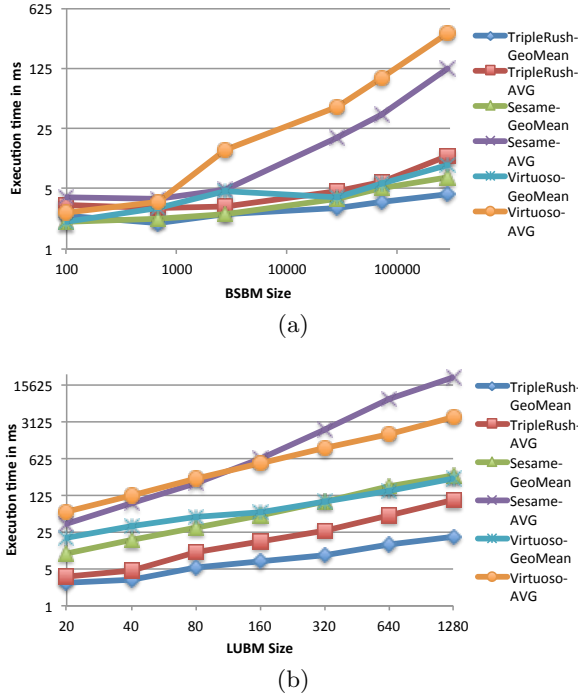 625
125
25
5
1
Execution time in ms
100
1000
10000
100000
BSBM Size
TripleRush-
GeoMean
TripleRush-
AVG
Sesame-
GeoMean
Sesame-
AVG
Virtuoso-
GeoMean
Virtuoso-
AVG
(a)
15625
3125
625
125
25
5
1
Execution time in ms
20
40
80
160
320
640
1280
LUBM Size
TripleRush-
GeoMean
TripleRush-
AVG
Sesame-
GeoMean
Sesame-
AVG
Virtuoso-
GeoMean
Virtuoso-
AVG
(b)